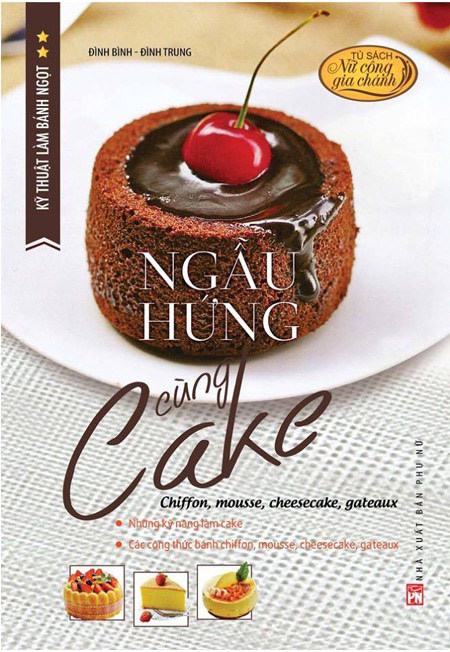 ĐÌNH BÌNH - ĐÌNH TRUNG
KỸ THUẬT LÀM BÁNH NGỌT
TỦ SÁCH
Nữ công
gia chánh
NGẪU
HỨNG
cùng
Cake
Chiffon, mousse, cheesecake, gateaux
Những kỹ năng làm cake
Các công thức bánh chiffon, mousse, cheesecake, gateaux
NHÀ XUẤT BẢN PHỤ NỮ
PN